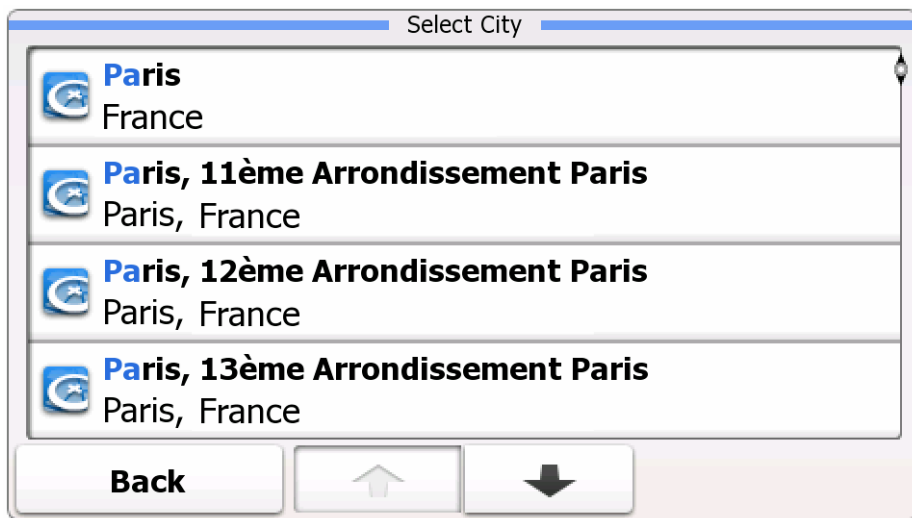 Select City
Paris
France
Paris, 11ème Arrondissement Paris
Paris, France
Paris, 12ème Arrondissement Paris
Paris, France
Paris, 13ème Arrondissement Paris
Paris, France
Back